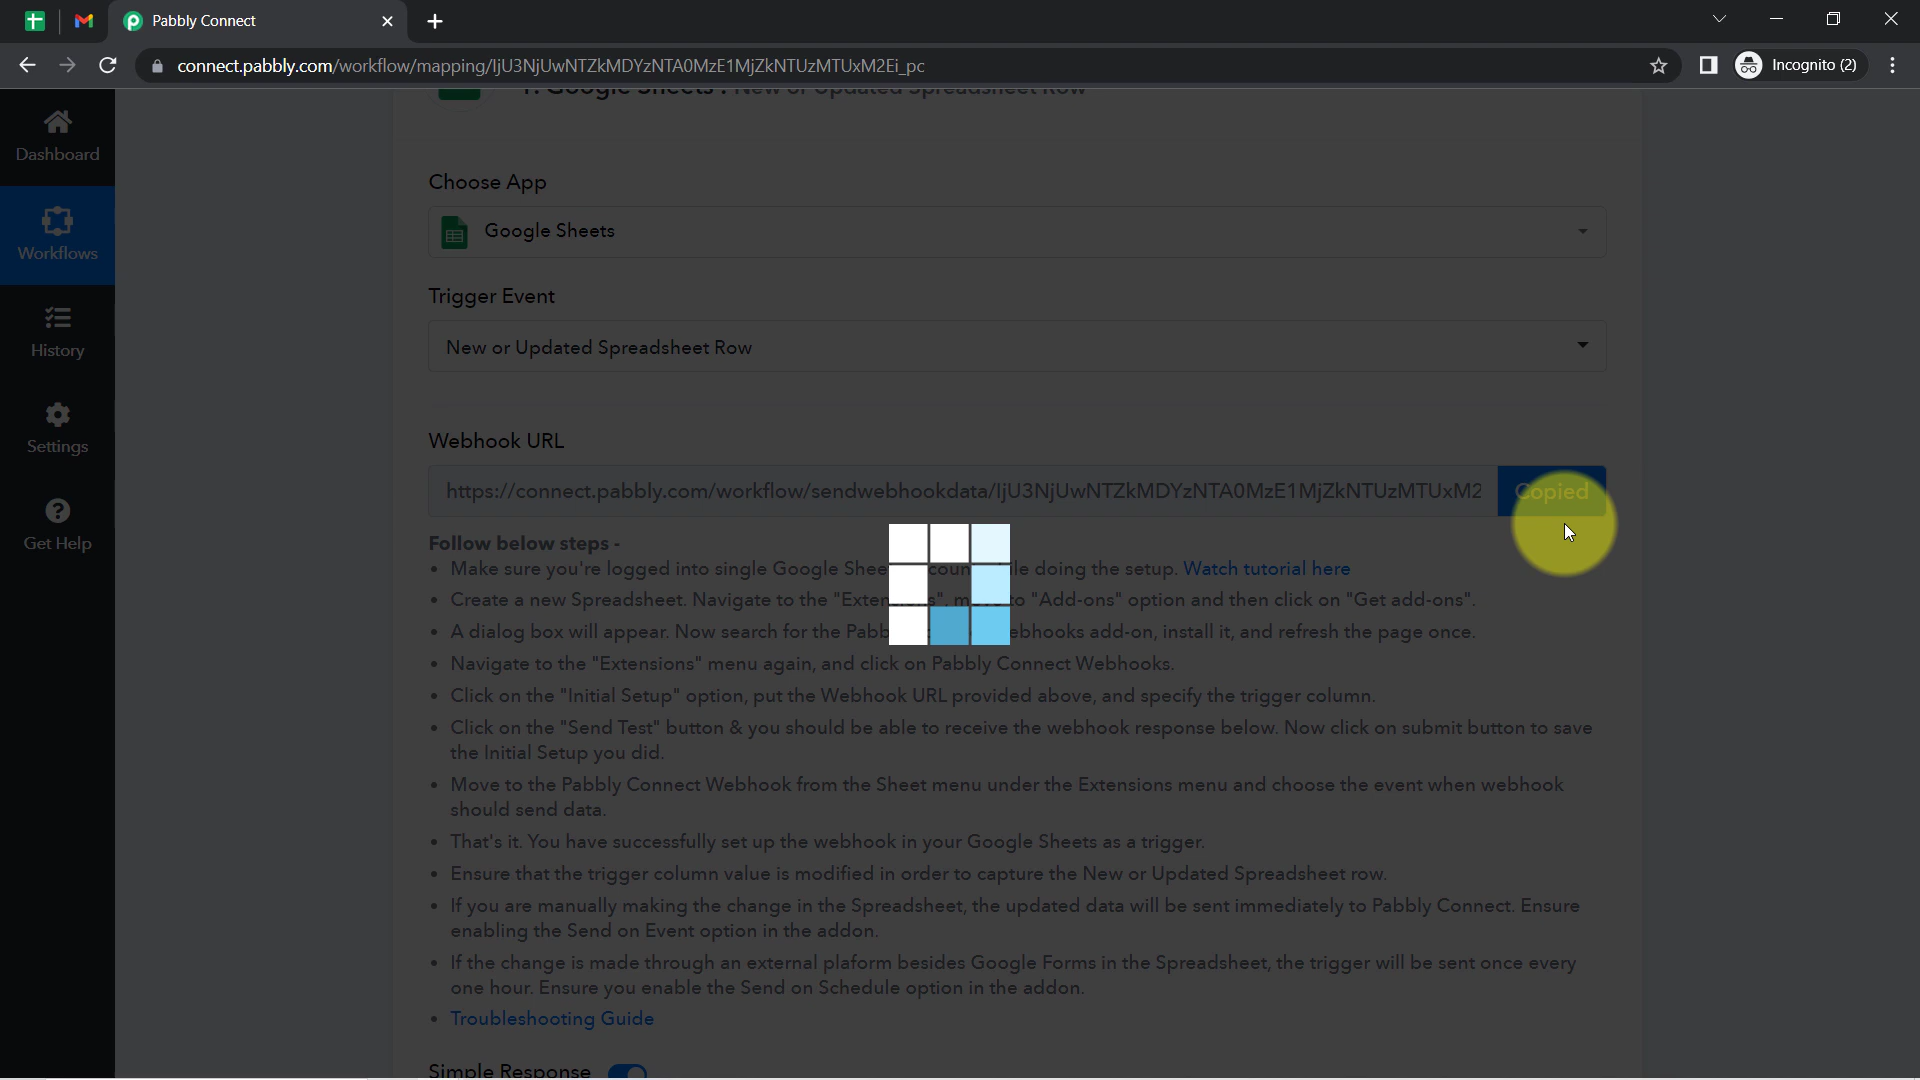 Pabbly Connect
connect.pabbly.com/workflow/mapping/IjU3NjUwNTZkMDYzNTA0MzE1MjZkNTUzMTUxM2Ei_pc
Incognito (2)
1. Google Sheets : New or Updated Spreadsheet Row
Dashboard
Workflows
History
Settings
Get Help
Choose App
Google Sheets
Trigger Event
New or Updated Spreadsheet Row
Webhook URL
https://connect.pabbly.com/workflow/sendwebhookdata/IjU3NjUwNTZkMDYzNTA0MzE1MjZkNTUzMTUxM2
Copied
Follow below steps -
• Make sure you're logged into single Google doing the setup. Watch tutorial here
• Create a new Spreadsheet. Navigate to the to "Add-ons" option and then click on "Get add-ons".
• A dialog box will appear. Now search for the add-on, install it, and refresh the page once.
• Navigate to the "Extensions" menu again, and click on Pabbly Connect Webhooks.
• Click on the "Initial Setup" option, put the Webhook URL provided above, and specify the trigger column.
• Click on the "Send Test" button & you should be able to receive the webhook response below. Now click on submit button to save
the Initial Setup you did.
• Move to the Pabbly Connect Webhook from the Sheet menu under the Extensions menu and choose the event when webhook
should send data.
• That's it. You have successfully set up the webhook in your Google Sheets as a trigger.
• Ensure that the trigger column value is modified in order to capture the New or Updated Spreadsheet row.
• If you are manually making the change in the Spreadsheet, the updated data will be sent immediately to Pabbly Connect. Ensure
enabling the Send on Event option in the addon.
• If the change is made through an external plaform besides Google Forms in the Spreadsheet, the trigger will be sent once every
one hour. Ensure you enable the Send on Schedule option in the addon.
• Troubleshooting Guide
Simple Response